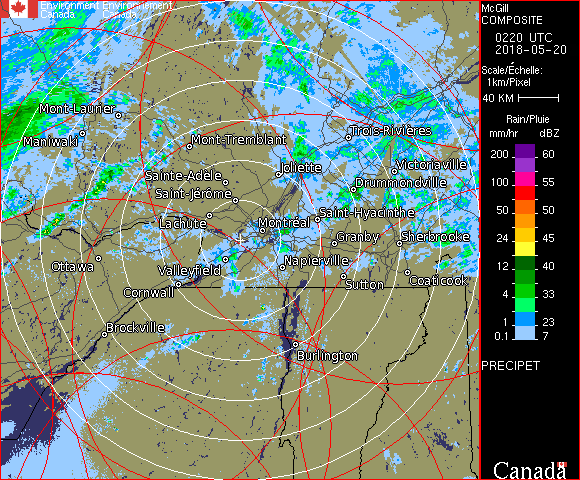 Environment Environnement
Canada Canada
Mont-Laurier
Maniwaki
Mont-Tremblant
Trois-Rivières
Joliette
Victoriaville
Sainte-Adèle
Drummondville
Saint-Jérôme
Lachute
Montréal
Saint-Hyacinthe
Granby
Sherbrooke
Ottawa
Valleyfield
Napierville
Cornwall
Sutton
Coaticook
Brockville
Burlington
McGill
COMPOSITE
0220 UTC
2018-05-20
Scale/Échelle:
1km/Pixel
40 KM
Rain/Pluie
mm/hr dBZ
200 60
100 55
50 50
24 45
12 40
4 33
1 23
0.1 7
PRECIPET
Canada